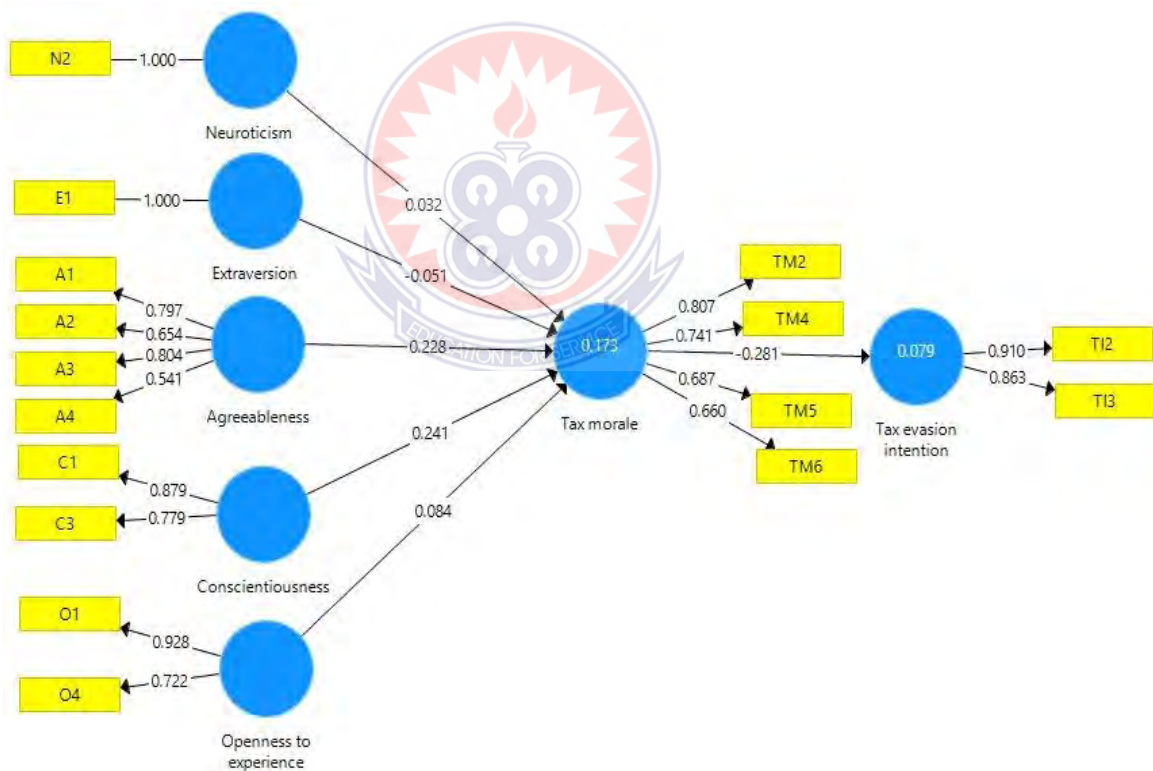 N2
1.000
Neuroticism
E1
1.000
Extraversion
0.032
-0.051
A1
A2
A3
A4
0.797
0.654
0.804
0.541
Agreeableness
0.228
EDUCATION FOR SERVICE
C1
C3
0.879
0.779
Conscientiousness
0.241
O1
O4
0.928
0.722
Openness to
experience
0.084
0.173
Tax morale
0.807
0.741
0.687
0.660
TM2
TM4
TM5
TM6
-0.281
0.079
Tax evasion
intention
0.910
0.863
TI2
TI3